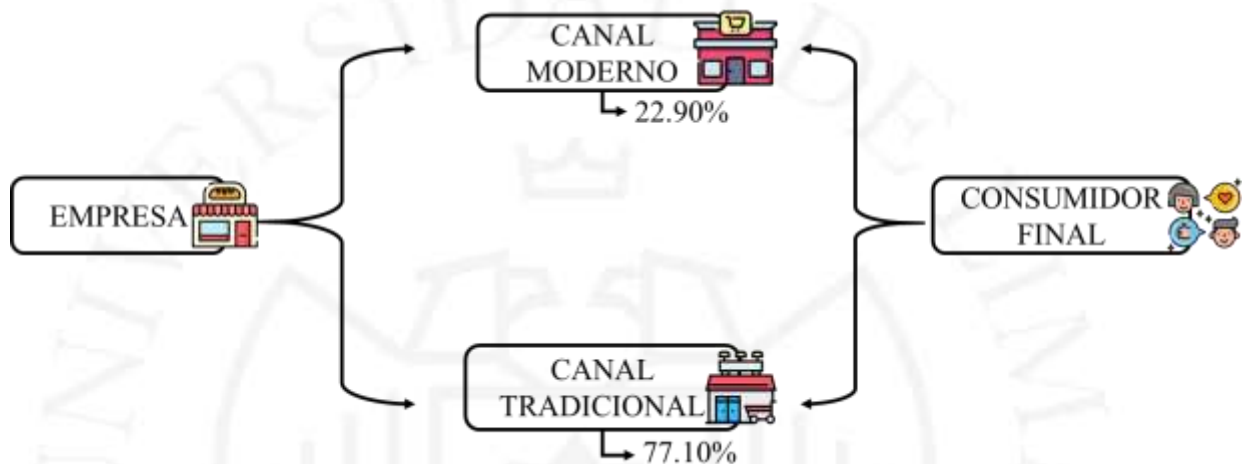 CANAL
MODERNO
22.90%
EMPRESA
CONSUMIDOR
FINAL
CANAL
TRADICIONAL
77.10%